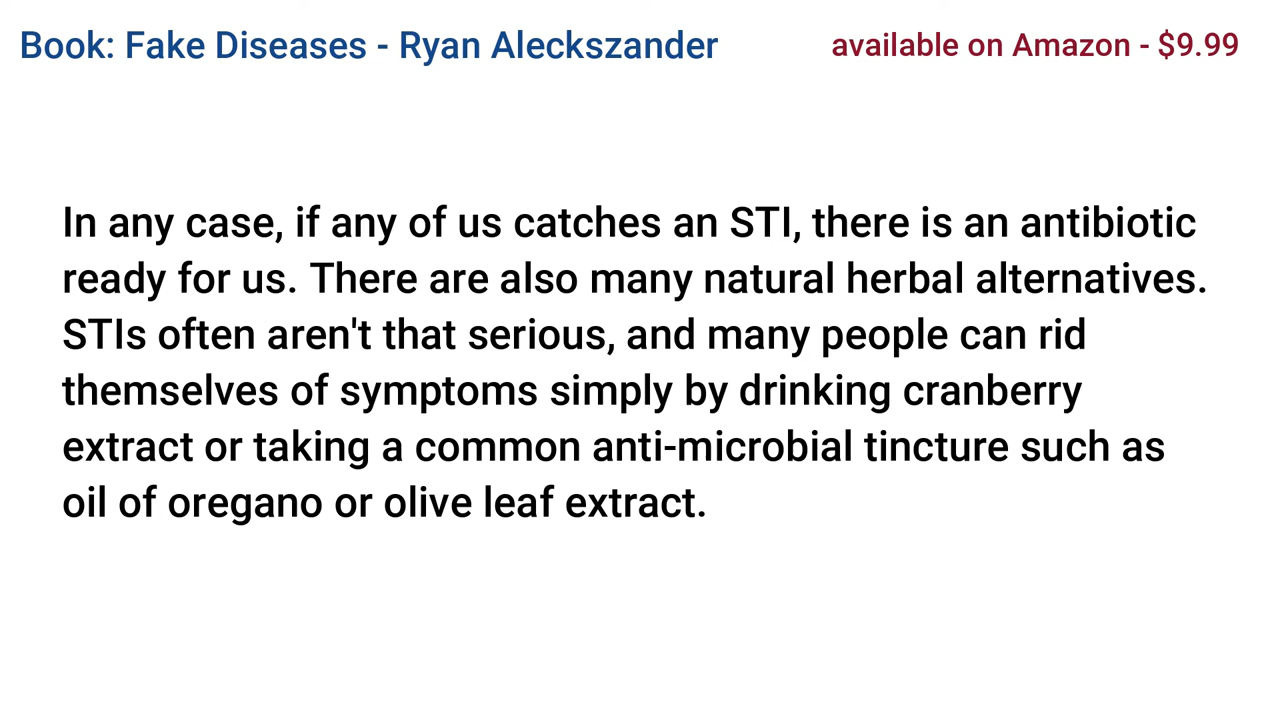 Book: Fake Diseases - Ryan Aleckszander
available on Amazon - $9.99
In any case, if any of us catches an STI, there is an antibiotic
ready for us. There are also many natural herbal alternatives.
STIs often aren't that serious, and many people can rid
themselves of symptoms simply by drinking cranberry
extract or taking a common anti-microbial tincture such as
oil of oregano or olive leaf extract.